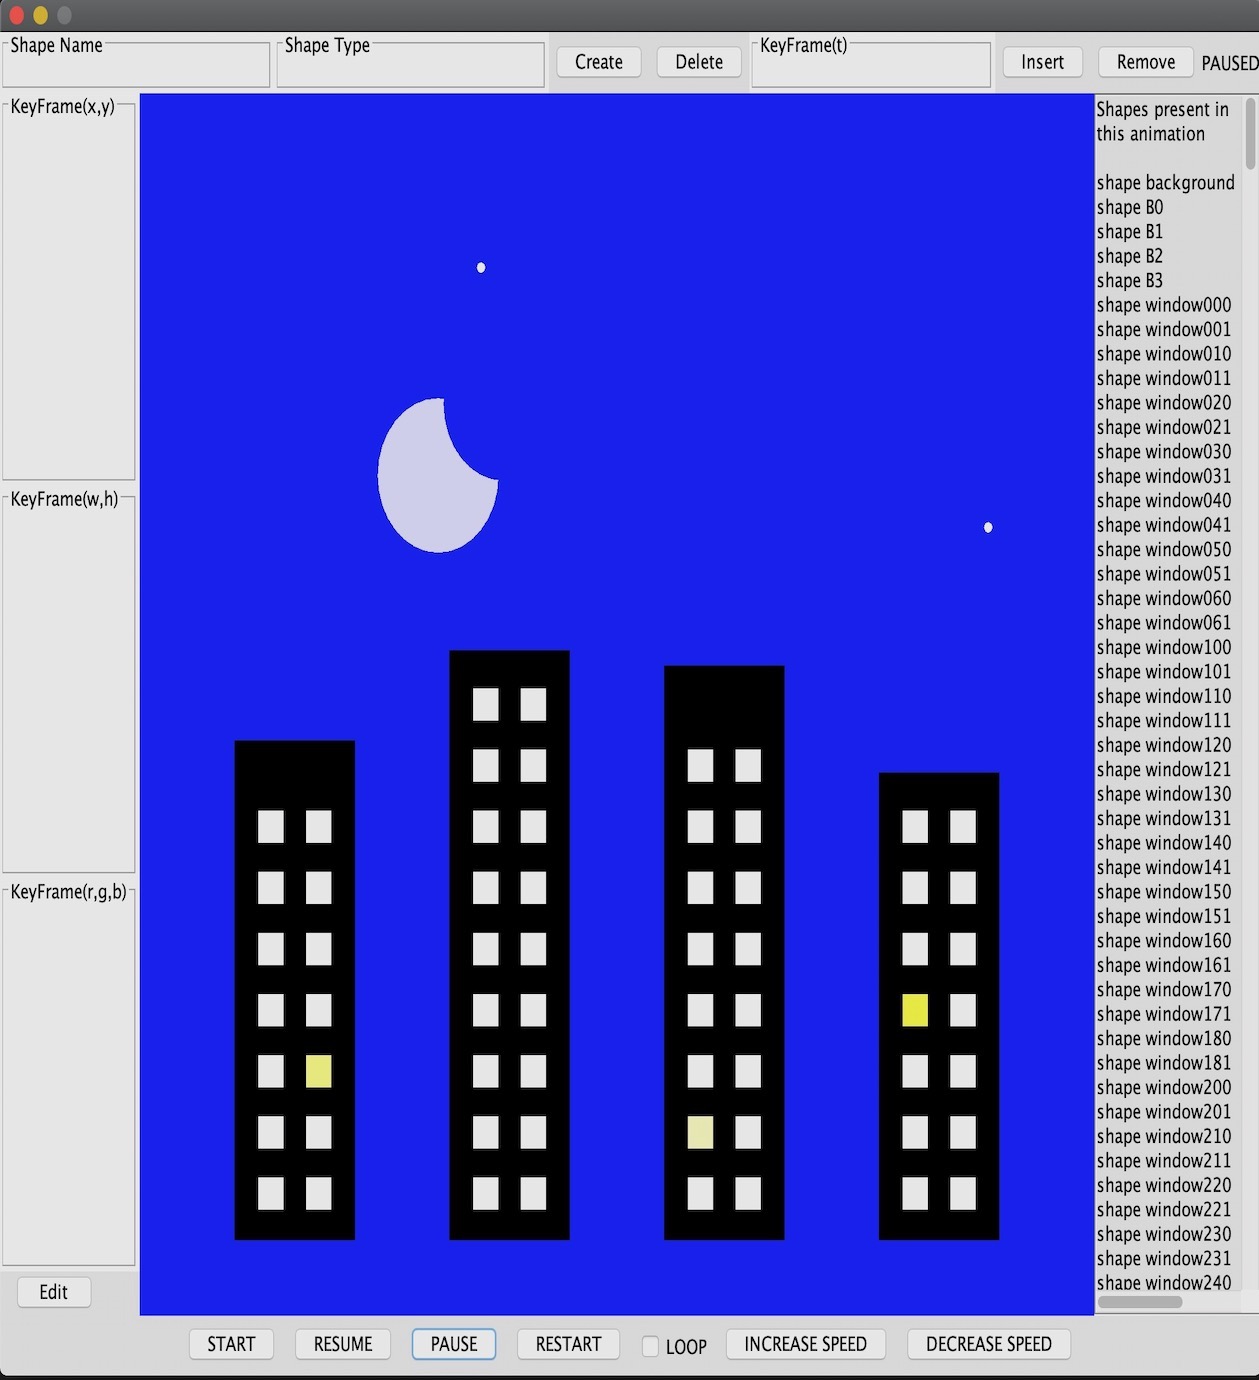 Shape Name
Shape Type
Create
Delete
KeyFrame(t)
Insert
Remove
PAUSED
KeyFrame(x,y)
KeyFrame(w,h)
KeyFrame(r,g,b)
Edit
Shapes present in
this animation
shape background
shape B0
shape B1
shape B2
shape B3
shape window000
shape window001
shape window010
shape window011
shape window020
shape window021
shape window030
shape window031
shape window040
shape window041
shape window050
shape window051
shape window060
shape window061
shape window100
shape window101
shape window110
shape window111
shape window120
shape window121
shape window130
shape window131
shape window140
shape window141
shape window150
shape window151
shape window160
shape window161
shape window170
shape window171
shape window180
shape window181
shape window200
shape window201
shape window210
shape window211
shape window220
shape window221
shape window230
shape window231
shape window240
START
RESUME
PAUSE
RESTART
LOOP
INCREASE SPEED
DECREASE SPEED